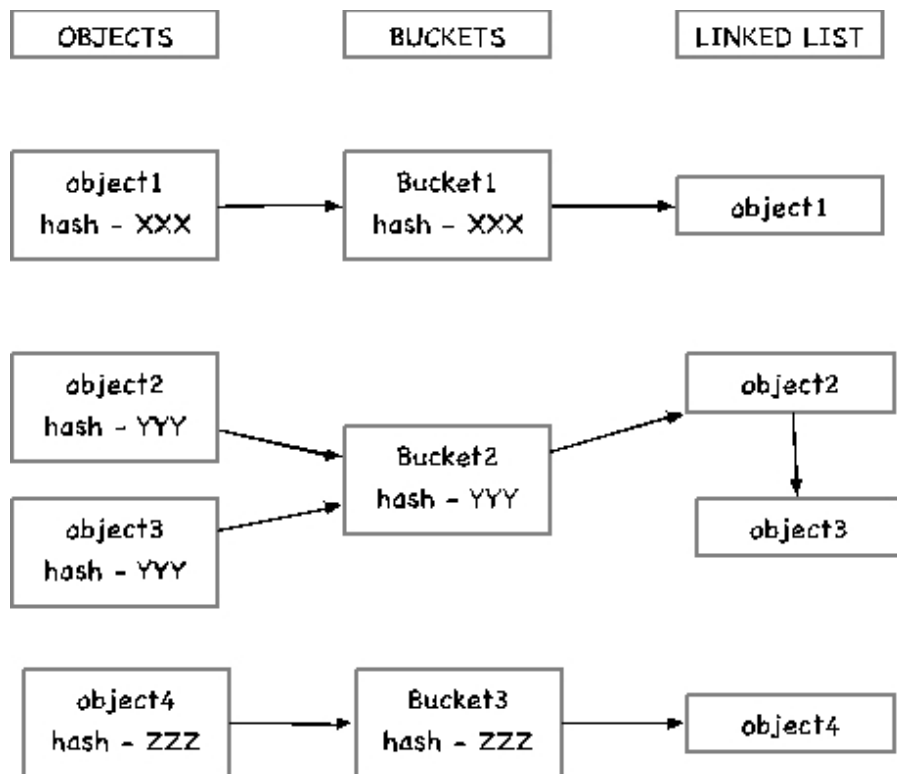 OBJECTS
BUCKETS
LINKED LIST
object1
hash - XXX
Bucket1
hash - XXX
object1
object2
hash - YYY
object3
hash - YYY
Bucket2
hash - YYY
object2
object3
object4
hash - ZZZ
Bucket3
hash - ZZZ
object4